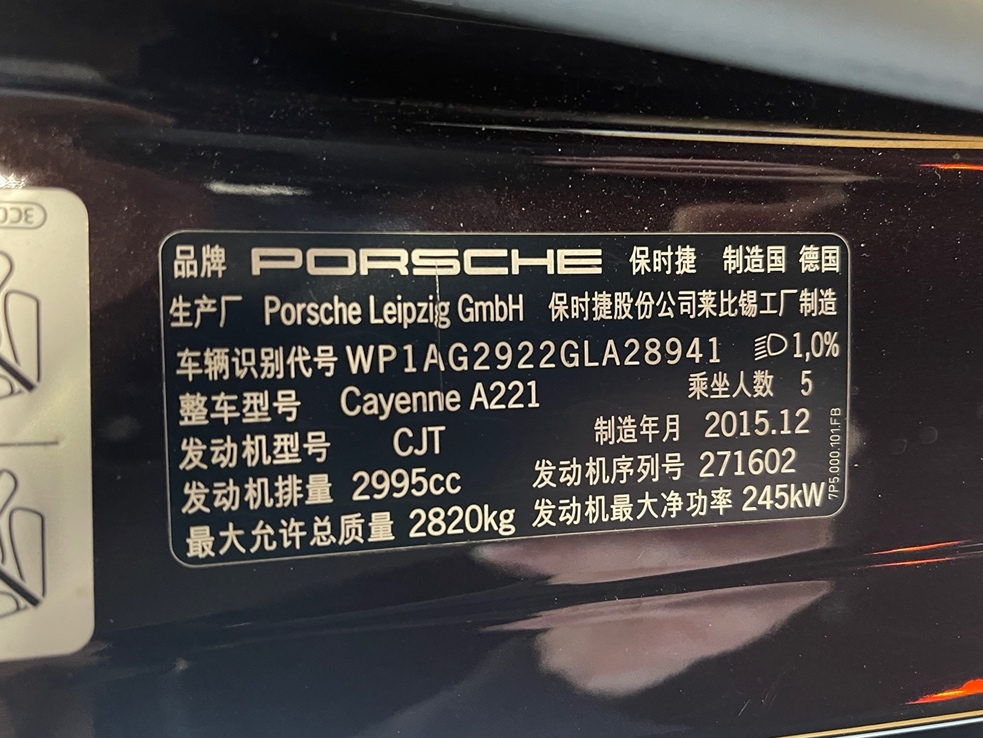 品牌 PORSCHE 保时捷 制造国 德国
生产厂 Porsche Leipzig GmbH 保时捷股份公司莱比锡工厂制造
车辆识别代号 WP1AG2922GLA28941 1,0%
整车型号 Cayenne A221 乘坐人数 5
发动机型号 CJT 制造年月 2015.12
发动机排量 2995cc 发动机序列号 271602
最大允许总质量 2820kg 发动机最大净功率 245kW
7P5.000.101.FB